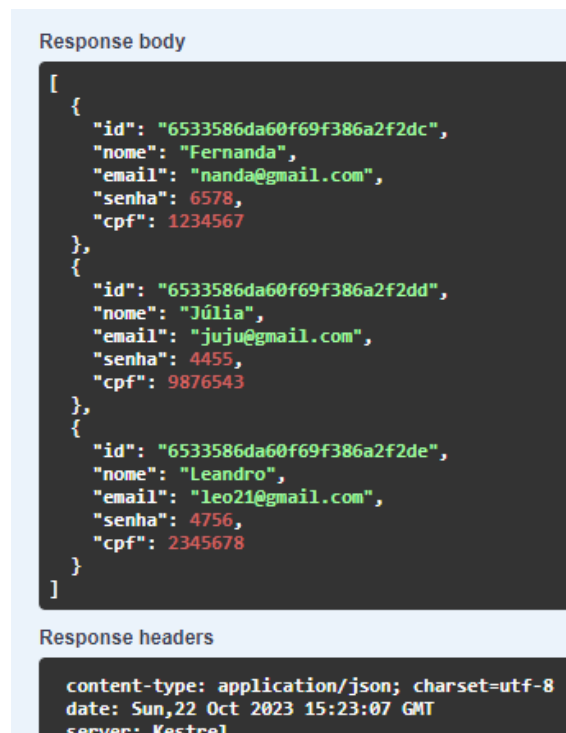 Response body
[
  {
    "id": "6533586da60f69f386a2f2dc",
    "nome": "Fernanda",
    "email": "nanda@gmail.com",
    "senha": 6578,
    "cpf": 1234567
  },
  {
    "id": "6533586da60f69f386a2f2dd",
    "nome": "Júlia",
    "email": "juju@gmail.com",
    "senha": 4455,
    "cpf": 9876543
  },
  {
    "id": "6533586da60f69f386a2f2de",
    "nome": "Leandro",
    "email": "leo21@gmail.com",
    "senha": 4756,
    "cpf": 2345678
  }
]
Response headers
content-type: application/json; charset=utf-8
date: Sun,22 Oct 2023 15:23:07 GMT
server: Kestrel